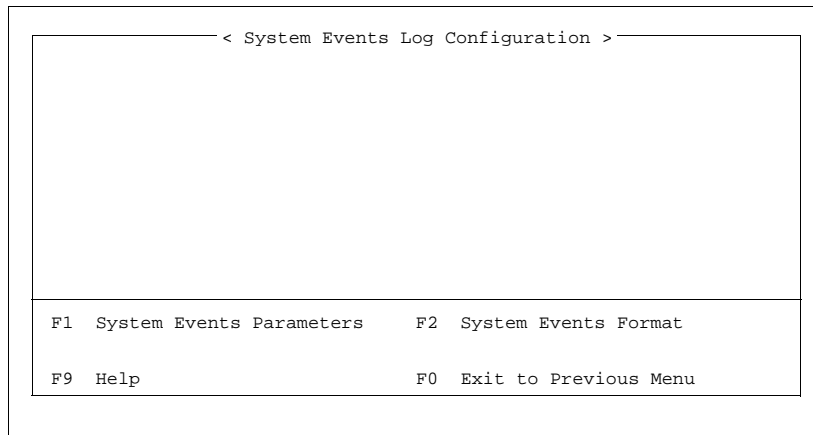 < System Events Log Configuration >
F1 System Events Parameters F2 System Events Format
F9 Help F0 Exit to Previous Menu